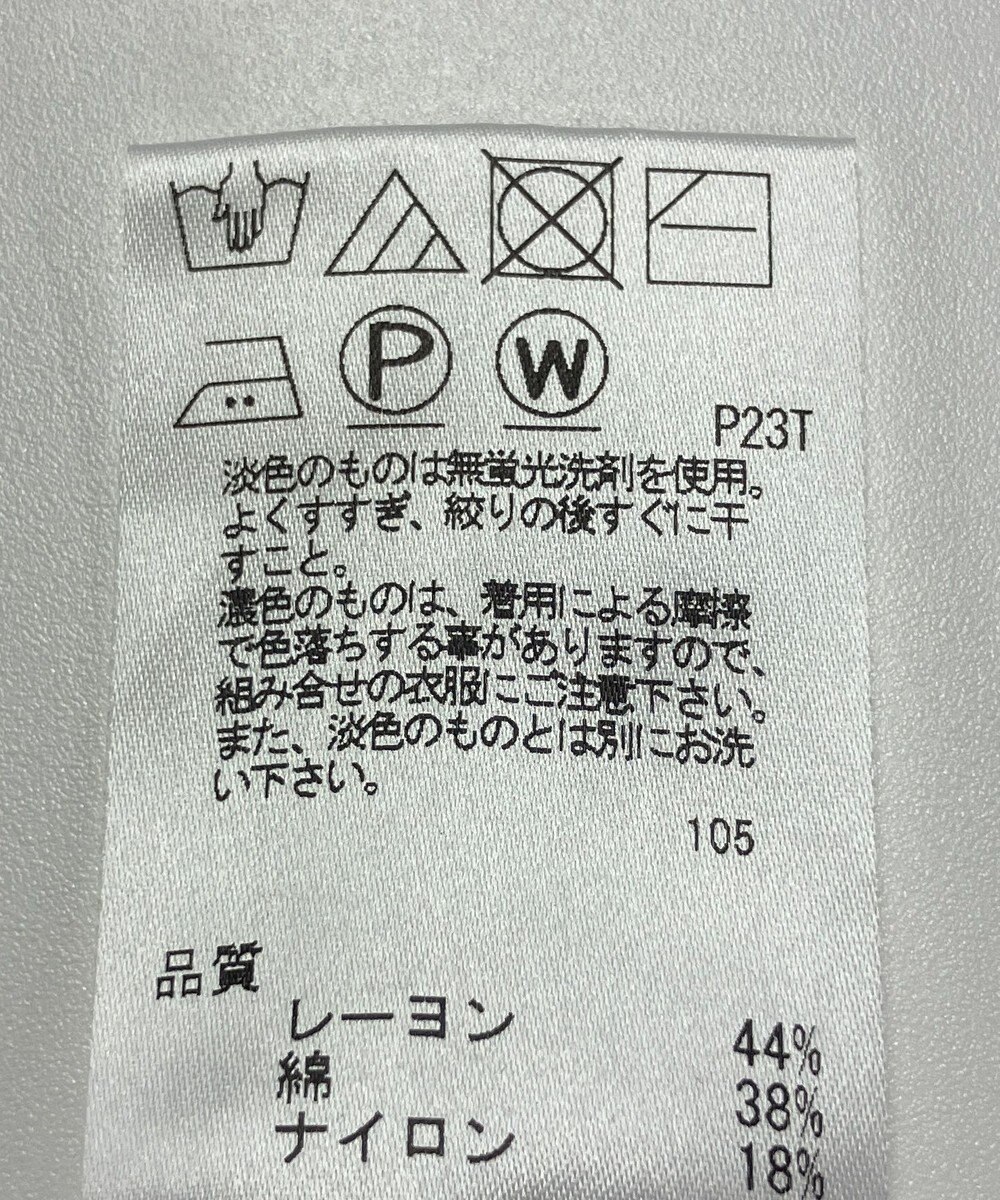 P W
P23T
淡色のものは無蛍光洗剤を使用。
よくすすぎ、絞りの後すぐに干
すこと。
濃色のものは、着用による摩擦
で色落ちする事がありますので、
組み合せの衣服にご注意下さい。
また、淡色のものとは別にお洗
い下さい。
105
品質
レーヨン 44%
綿 38%
ナイロン 18%